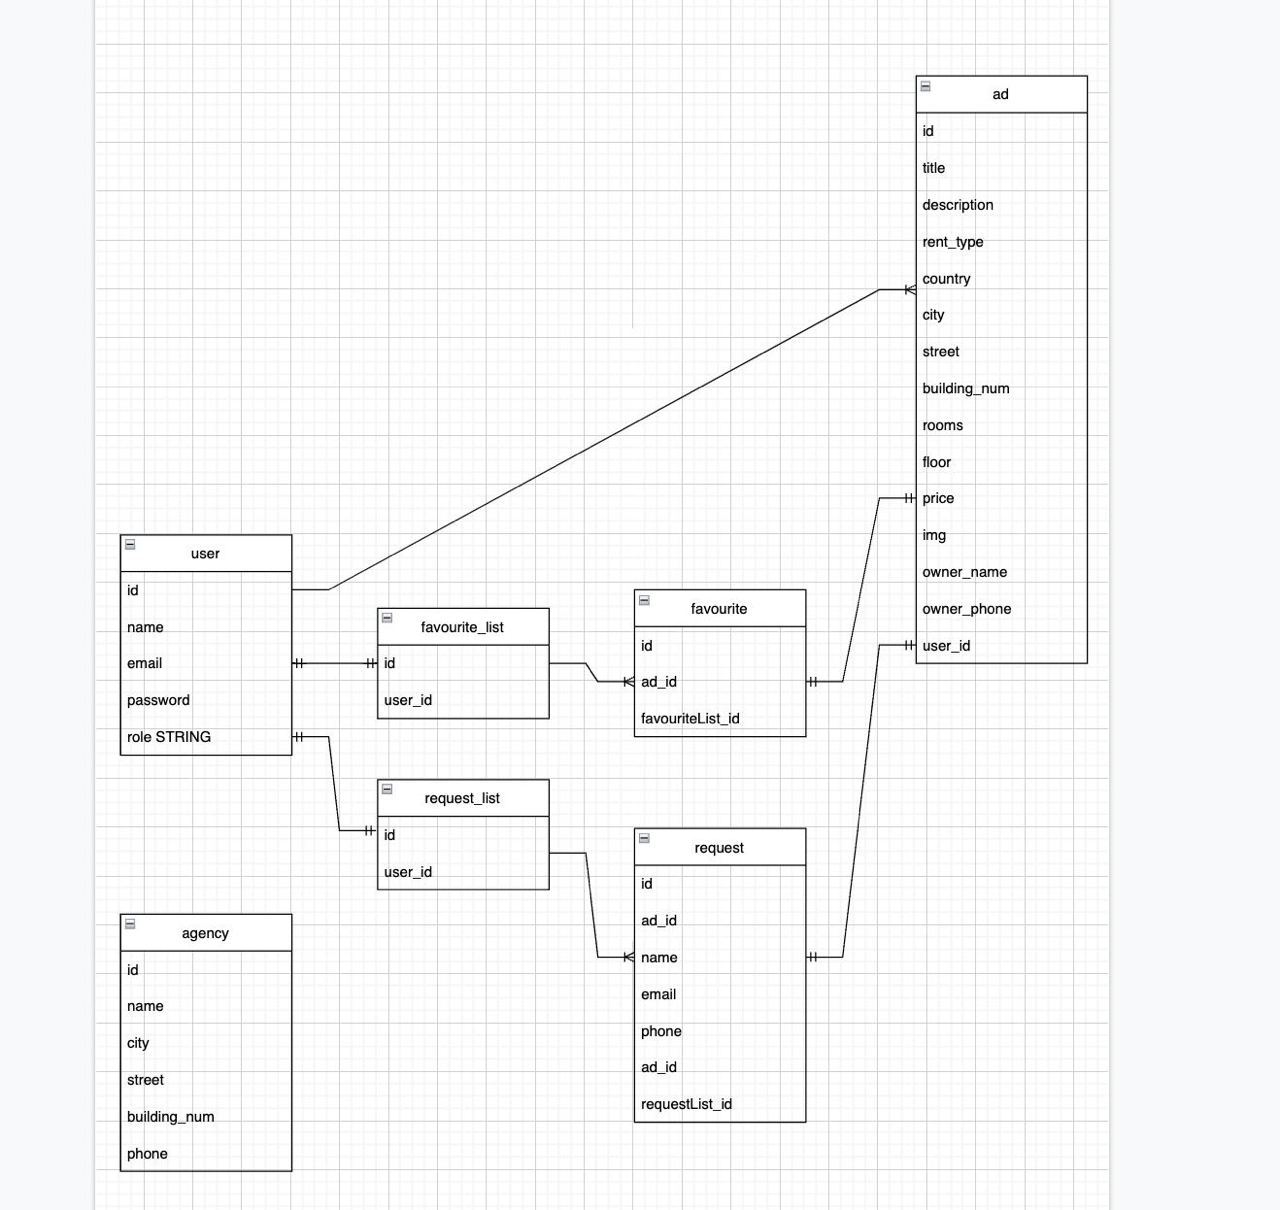 ad
id
title
description
rent_type
country
city
street
building_num
rooms
floor
price
img
owner_name
owner_phone
user_id
user
id
name
email
password
role STRING
favourite_list
id
user_id
favourite
id
ad_id
favouriteList_id
request_list
id
user_id
request
id
ad_id
name
email
phone
ad_id
requestList_id
agency
id
name
city
street
building_num
phone